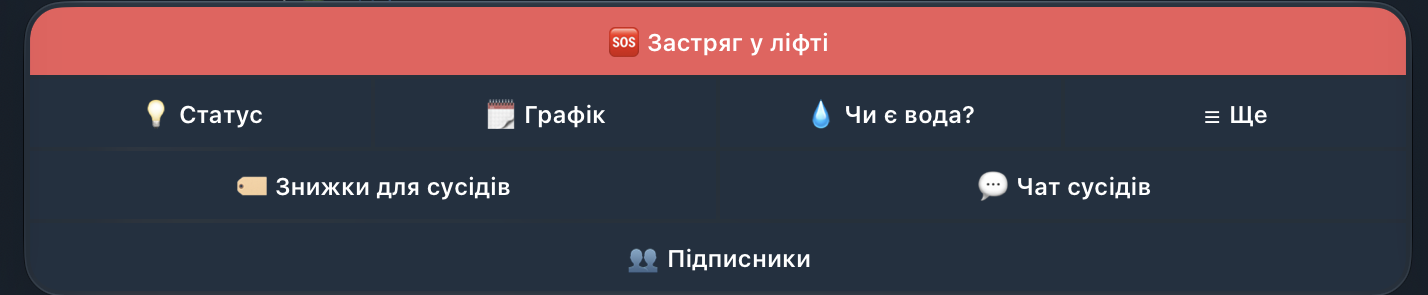 🆘 Застряг у ліфті
💡 Статус 🗓 Графік 💧 Чи є вода? ≡ Ще
🏷 Знижки для сусідів 💬 Чат сусідів
👥 Підписники